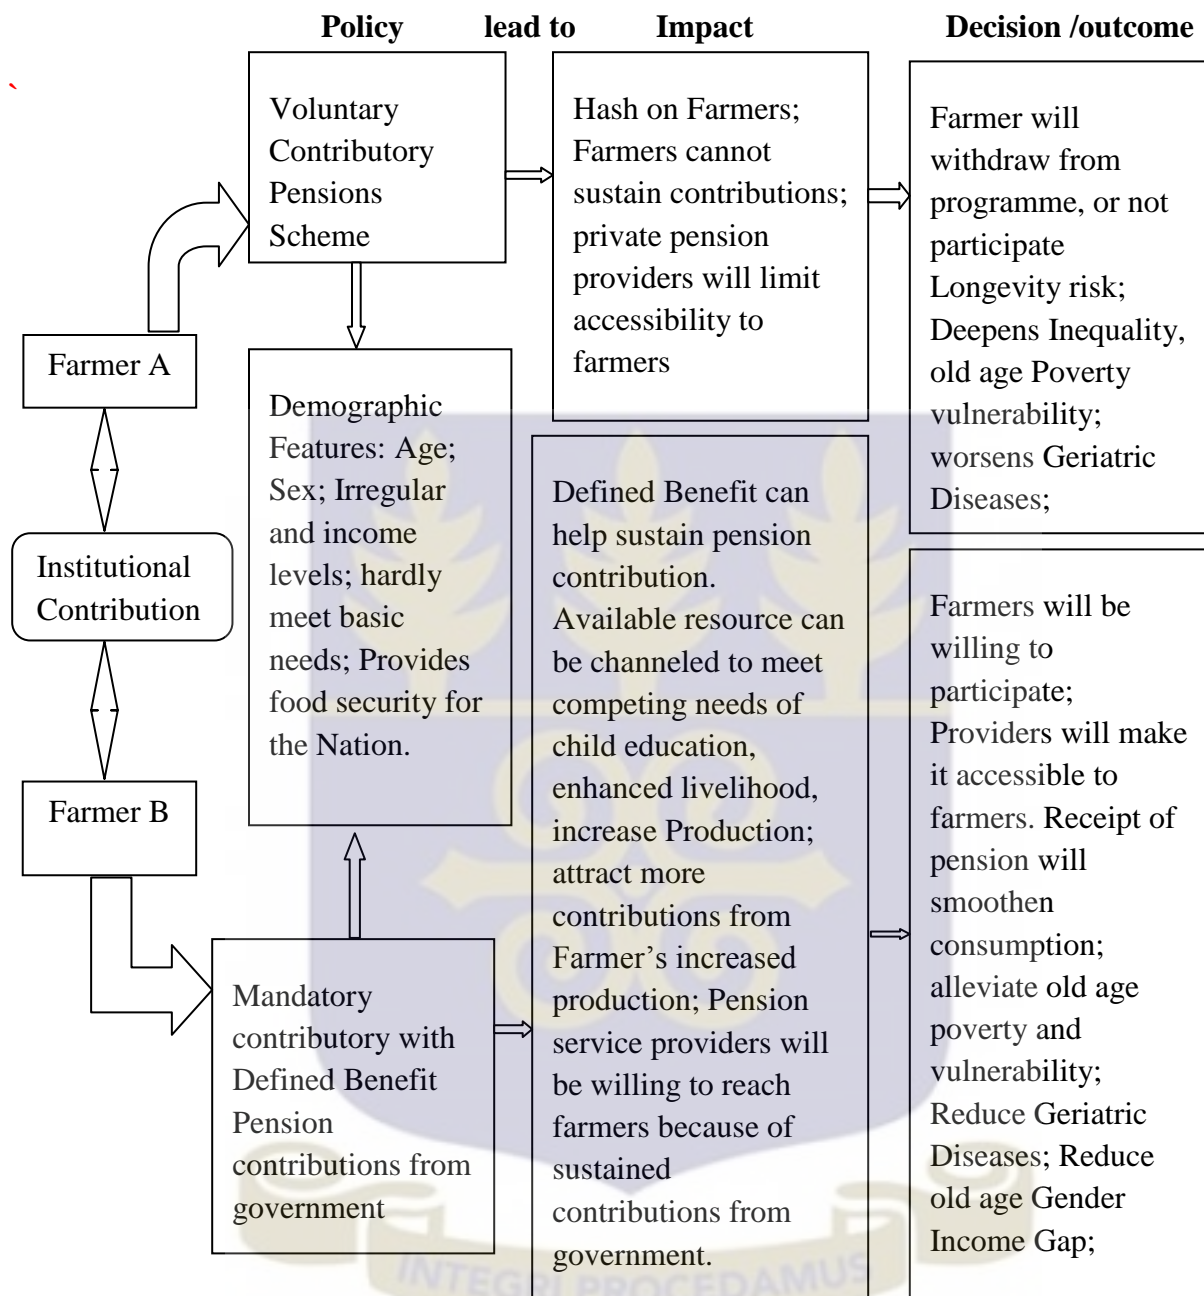 Policy lead to Impact Decision /outcome
Voluntary
Contributory
Pensions
Scheme
Hash on Farmers;
Farmers cannot
sustain contributions;
private pension
providers will limit
accessibility to
farmers
Farmer will
withdraw from
programme, or not
participate
Longevity risk;
Deepens Inequality,
old age Poverty
vulnerability;
worsens Geriatric
Diseases;
Farmer A
Demographic
Features: Age;
Sex; Irregular
and income
levels; hardly
meet basic
needs; Provides
food security for
the Nation.
Institutional
Contribution
Farmer B
Defined Benefit can
help sustain pension
contribution.
Available resource can
be channeled to meet
competing needs of
child education,
enhanced livelihood,
increase Production;
attract more
contributions from
Farmer’s increased
production; Pension
service providers will
be willing to reach
farmers because of
sustained
contributions from
government.
Farmers will be
willing to
participate;
Providers will make
it accessible to
farmers. Receipt of
pension will
smoothen
consumption;
alleviate old age
poverty and
vulnerability;
Reduce Geriatric
Diseases; Reduce
old age Gender
Income Gap;
Mandatory
contributory with
Defined Benefit
Pension
contributions from
government
INTEGRI PROCEDAMUS